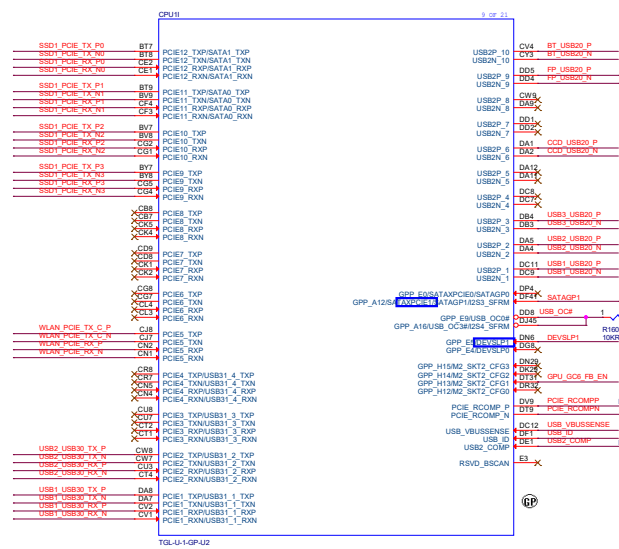 CPU1I
9 OF 21
SSD1_PCIE_TX_P0 BT7 PCIE12_TXP/SATA1_TXP
SSD1_PCIE_TX_N0 BT8 PCIE12_TXN/SATA1_TXN
SSD1_PCIE_RX_P0 CE2 PCIE12_RXP/SATA1_RXP
SSD1_PCIE_RX_N0 CE1 PCIE12_RXN/SATA1_RXN
SSD1_PCIE_TX_P1 BT9 PCIE11_TXP/SATA0_TXP
SSD1_PCIE_TX_N1 BV9 PCIE11_TXN/SATA0_TXN
SSD1_PCIE_RX_P1 CF4 PCIE11_RXP/SATA0_RXP
SSD1_PCIE_RX_N1 CF3 PCIE11_RXN/SATA0_RXN
SSD1_PCIE_TX_P2 BV7 PCIE10_TXP
SSD1_PCIE_TX_N2 BV8 PCIE10_TXN
SSD1_PCIE_RX_P2 CG2 PCIE10_RXP
SSD1_PCIE_RX_N2 CG1 PCIE10_RXN
SSD1_PCIE_TX_P3 BY7 PCIE9_TXP
SSD1_PCIE_TX_N3 BY8 PCIE9_TXN
SSD1_PCIE_RX_P3 CG5 PCIE9_RXP
SSD1_PCIE_RX_N3 CG4 PCIE9_RXN
CB8 PCIE8_TXP
CB7 PCIE8_TXN
CK5 PCIE8_RXP
CK4 PCIE8_RXN
CD9 PCIE7_TXP
CD8 PCIE7_TXN
CK1 PCIE7_RXP
CK2 PCIE7_RXN
CG8 PCIE6_TXP
CG7 PCIE6_TXN
CL4 PCIE6_RXP
CL3 PCIE6_RXN
WLAN_PCIE_TX_C_P CJ8 PCIE5_TXP
WLAN_PCIE_TX_C_N CJ7 PCIE5_TXN
WLAN_PCIE_RX_P CN2 PCIE5_RXP
WLAN_PCIE_RX_N CN1 PCIE5_RXN
CR8 PCIE4_TXP/USB31_4_TXP
CR7 PCIE4_TXN/USB31_4_TXN
CN5 PCIE4_RXP/USB31_4_RXP
CN4 PCIE4_RXN/USB31_4_RXN
CU8 PCIE3_TXP/USB31_3_TXP
CU7 PCIE3_TXN/USB31_3_TXN
CT2 PCIE3_RXP/USB31_3_RXP
CT1 PCIE3_RXN/USB31_3_RXN
USB2_USB30_TX_P CW8 PCIE2_TXP/USB31_2_TXP
USB2_USB30_TX_N CW7 PCIE2_TXN/USB31_2_TXN
USB2_USB30_RX_P CU3 PCIE2_RXP/USB31_2_RXP
USB2_USB30_RX_N CT4 PCIE2_RXN/USB31_2_RXN
USB1_USB30_TX_P DA8 PCIE1_TXP/USB31_1_TXP
USB1_USB30_TX_N DA7 PCIE1_TXN/USB31_1_TXN
USB1_USB30_RX_P CV2 PCIE1_RXP/USB31_1_RXP
USB1_USB30_RX_N CV1 PCIE1_RXN/USB31_1_RXN
USB2P_10 CV4 BT_USB20_P
USB2N_10 CY3 BT_USB20_N
USB2P_9 DD5 FP_USB20_P
USB2N_9 DD4 FP_USB20_N
USB2P_8 CW9
USB2N_8 DA9
USB2P_7 DD1
USB2N_7 DD2
USB2P_6 DA1 CCD_USB20_P
USB2N_6 DA2 CCD_USB20_N
USB2P_5 DA12
USB2N_5 DA11
USB2P_4 DC8
USB2N_4 DC7
USB2P_3 DB4 USB3_USB20_P
USB2N_3 DB3 USB3_USB20_N
USB2P_2 DA5 USB2_USB20_P
USB2N_2 DA4 USB2_USB20_N
USB2P_1 DC11 USB1_USB20_P
USB2N_1 DC9 USB1_USB20_N
GPP_E0/SATAXPCIE0/SATAGP0 DP4
GPP_A12/SATAXPCIE1/SATAGP1/I2S3_SFRM DF41 SATAGP1
GPP_E9/USB_OC0# DD8 USB_OC# 1
GPP_A16/USB_OC3#/I2S4_SFRM DJ45
R160
10KR
GPP_E5/DEVSLP1 DN6 DEVSLP1
GPP_E4/DEVSLP0 DG8
GPP_H15/M2_SKT2_CFG3 DN29
GPP_H14/M2_SKT2_CFG2
GPP_H13/M2_SKT2_CFG1 DT31 GPU_GC6_FB_EN
GPP_H12/M2_SKT2_CFG0 DR32
PCIE_RCOMP_P DV9 PCIE_RCOMPP
PCIE_RCOMP_N DT9 PCIE_RCOMPN
USB_VBUSSENSE DC12 USB_VBUSSENSE
USB_ID DF1 USB_ID
USB2_COMP DE1 USB2_COMP
RSVD_BSCAN E3
GP
TGL-U-1-GP-U2